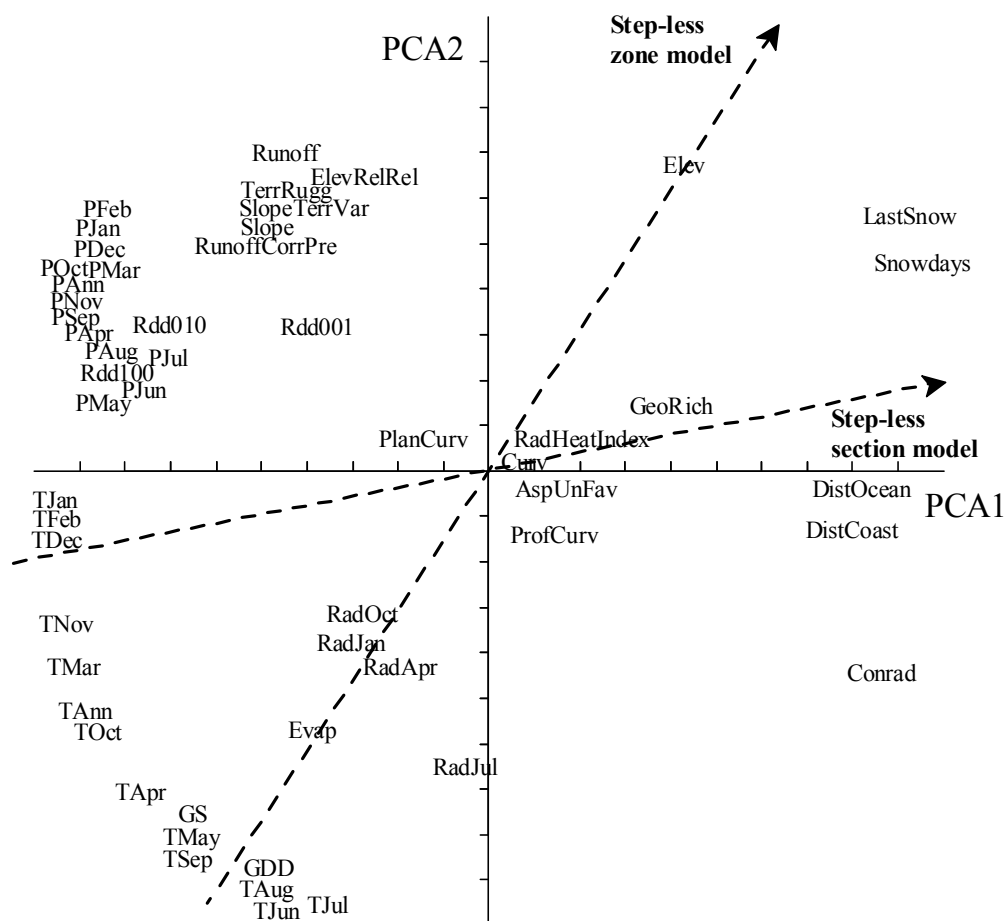 Step-less
zone model
PCA2
Runoff
Elev
ElevRelRel
TerrRugg
PFeb
SlopeTerrVar
LastSnow
PJan
Slope
PDec
RunoffCorrPre
POct
PMar
Snowdays
PAnn
PNov
PSep
Rdd010
Rdd001
PApr
PAug
PJul
Rdd100
PJun
PMay
GeoRich
Step-less
section model
PlanCurv
RadHeatIndex
Curv
TJan
AspUnFav
DistOcean
PCA1
TFeb
TDec
ProfCurv
DistCoast
RadOct
TNov
RadJan
TMar
RadApr
Conrad
TAnn
TOct
Evap
RadJul
TApr
GS
TMay
TSep
GDD
TAug
TJun
TJul